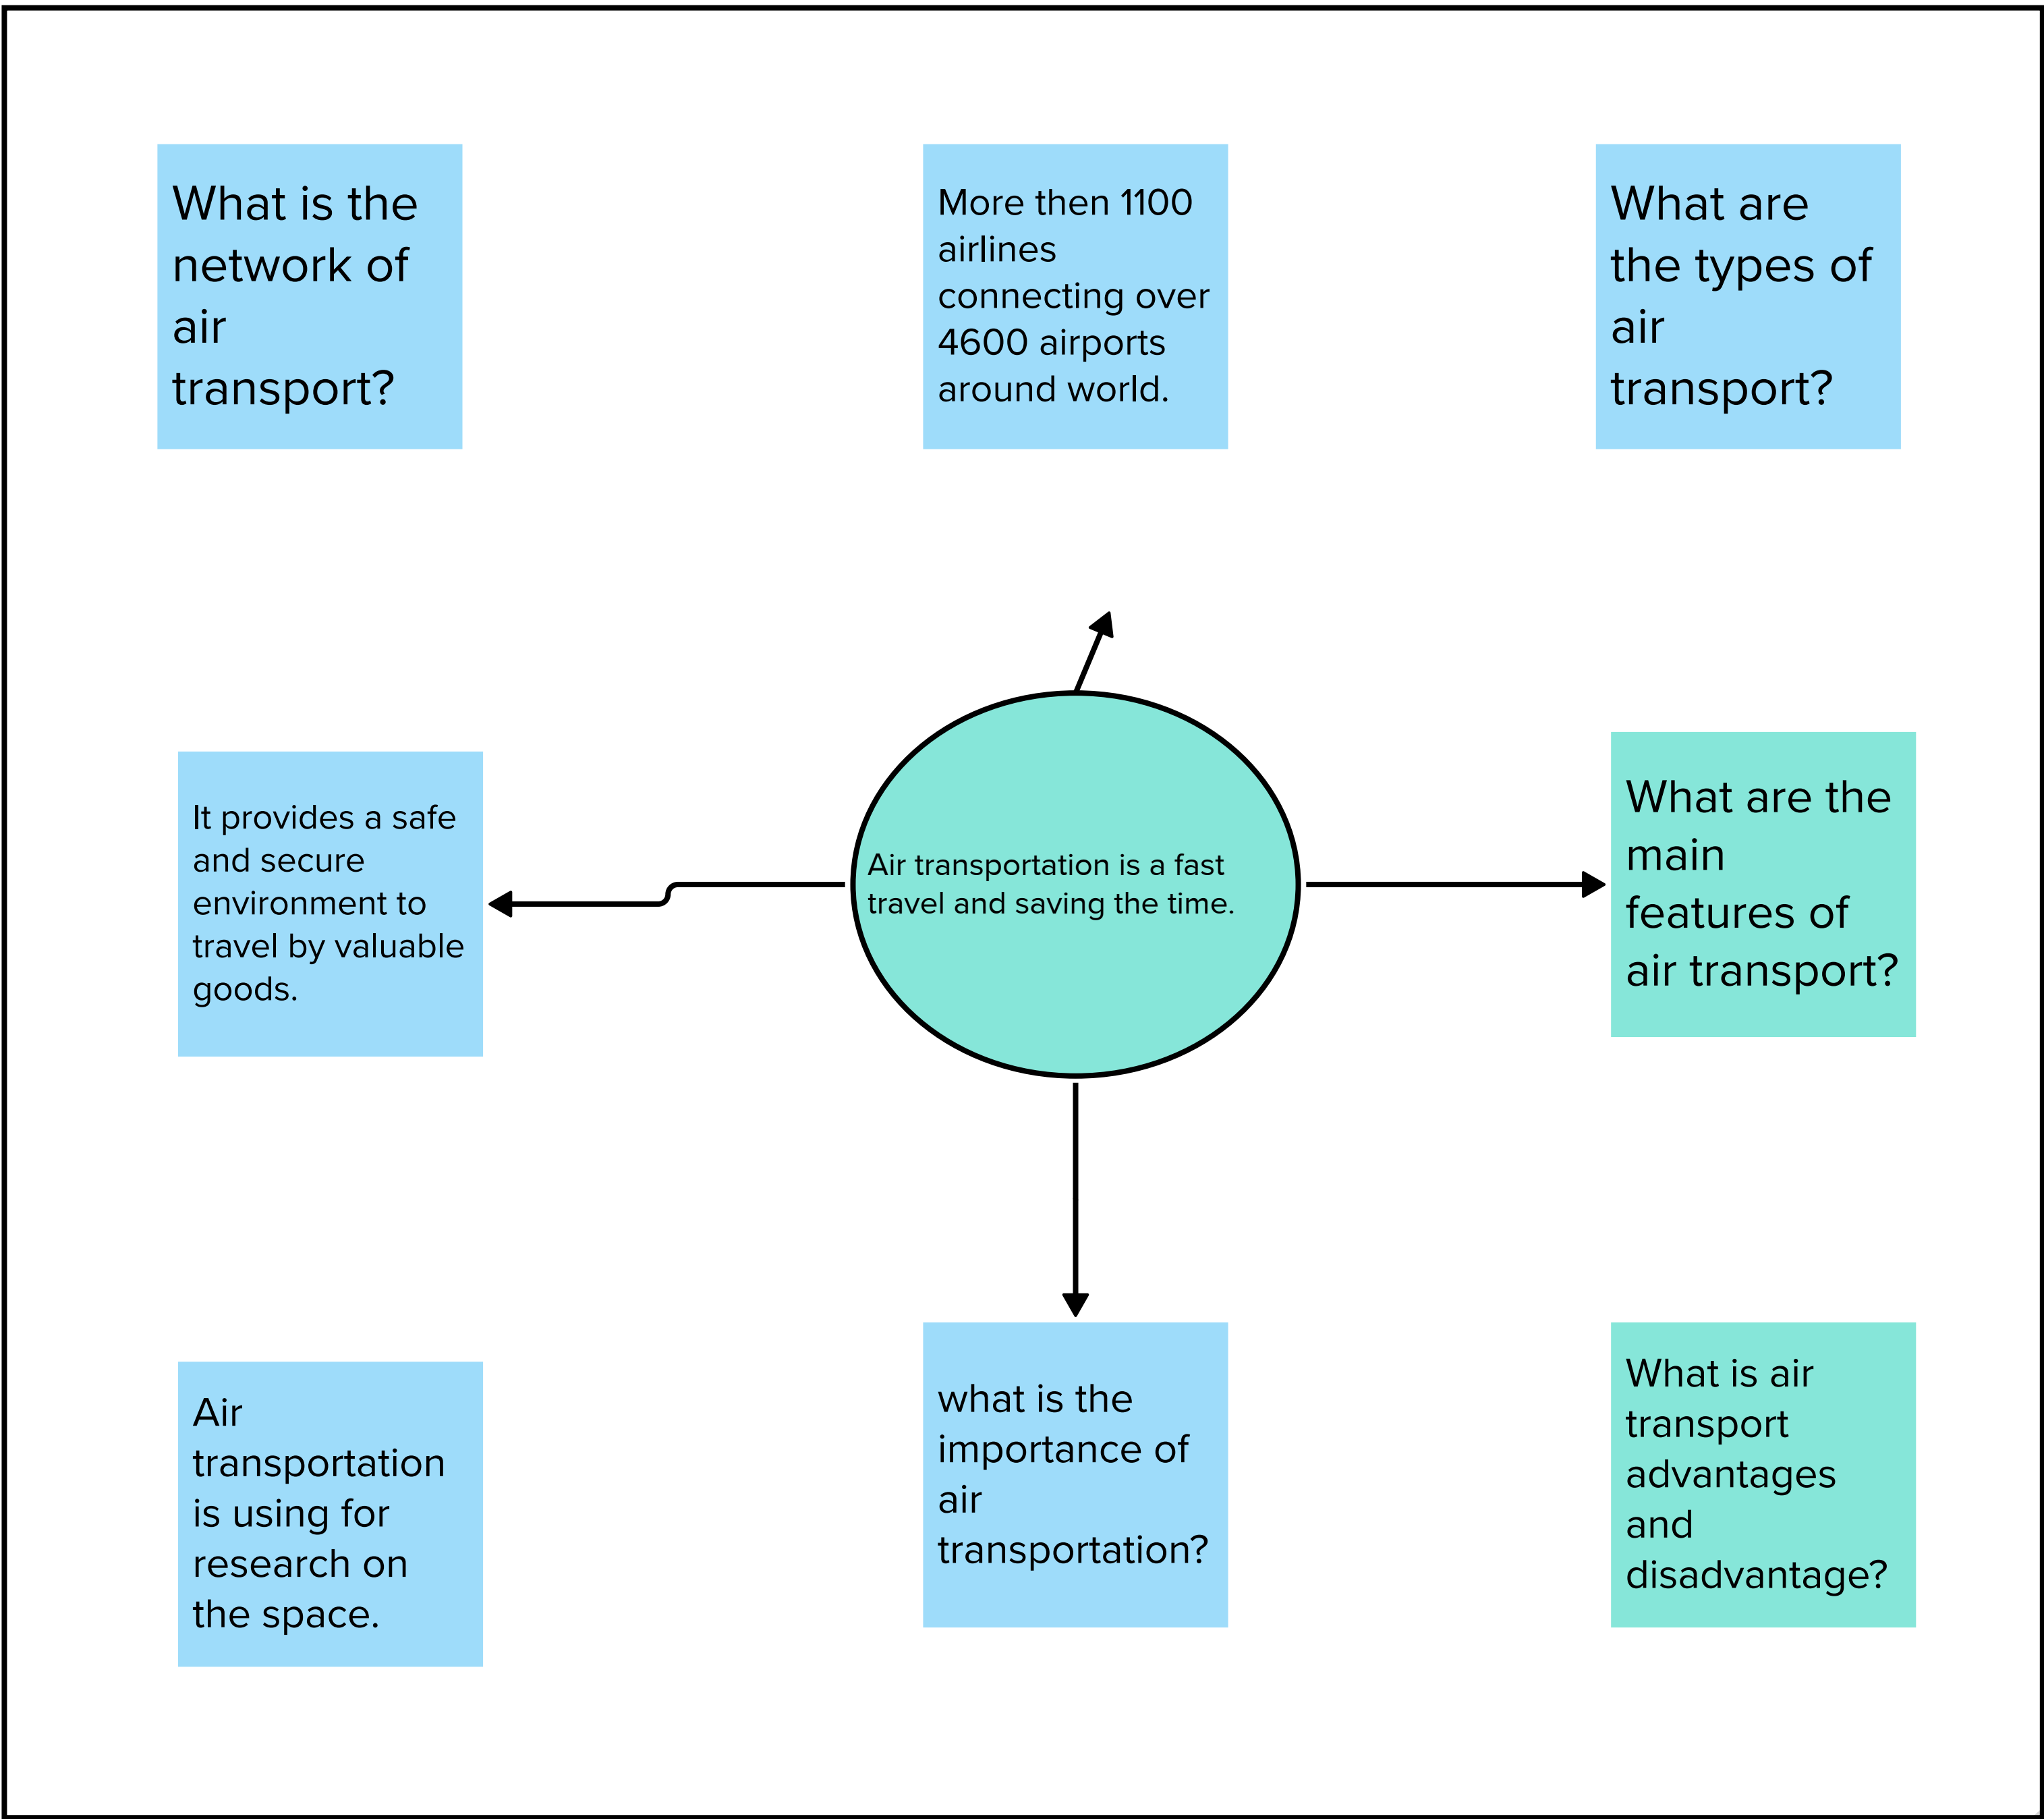 What is the
network of
air
transport?
More then 1100
airlines
connecting over
4600 airports
around world.
What are
the types of
air
transport?
It provides a safe
and secure
environment to
travel by valuable
goods.
Air transportation is a fast
travel and saving the time.
What are the
main
features of
air transport?
Air
transportation
is using for
research on
the space.
what is the
importance of
air
transportation?
What is air
transport
advantages
and
disadvantage?